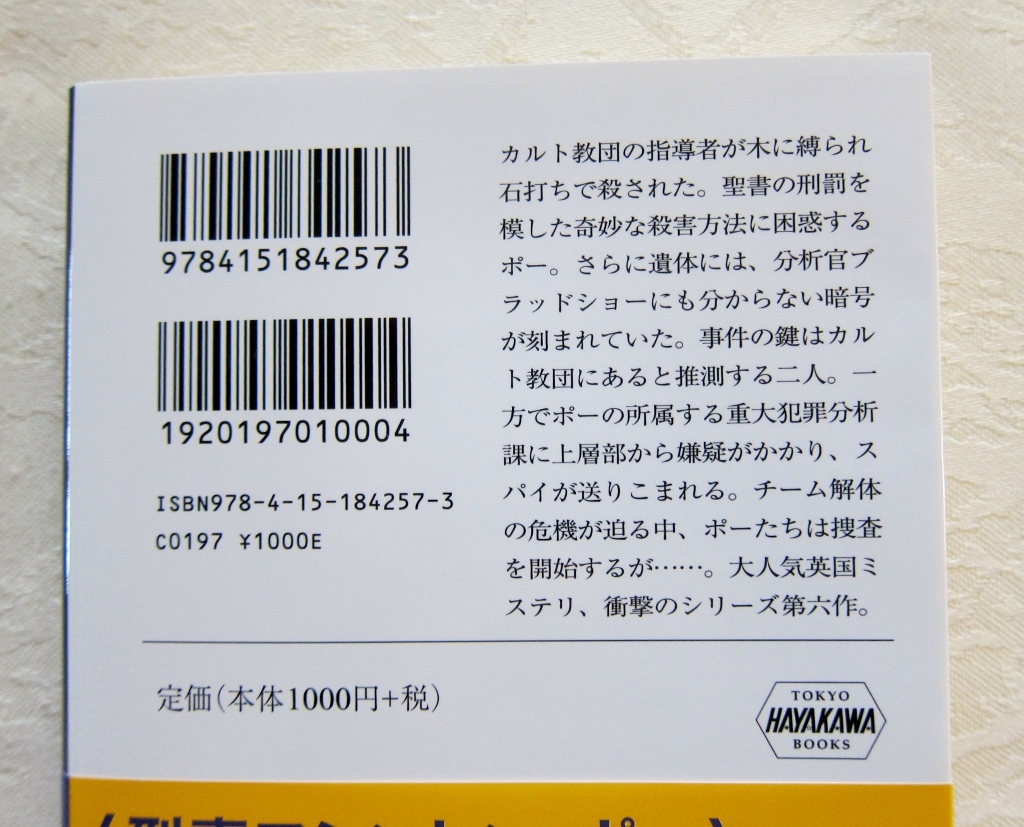 9784151842573
1920197010004
ISBN978-4-15-184257-3
C0197 ¥1000E
カルト教団の指導者が木に縛られ
石打ちで殺された。聖書の刑罰を
模した奇妙な殺害方法に困惑する
ポー。さらに遺体には、分析官ブ
ラッドショーにも分からない暗号
が刻まれていた。事件の鍵はカル
ト教団にあると推測する二人。一
方でポーの所属する重大犯罪分析
課に上層部から嫌疑がかかり、ス
パイが送りこまれる。チーム解体
の危機が迫る中、ポーたちは捜査
を開始するが……。大人気英国ミ
ステリ、衝撃のシリーズ第六作。
定価(本体1000円+税)
TOKYO
HAYAKAWA
BOOKS